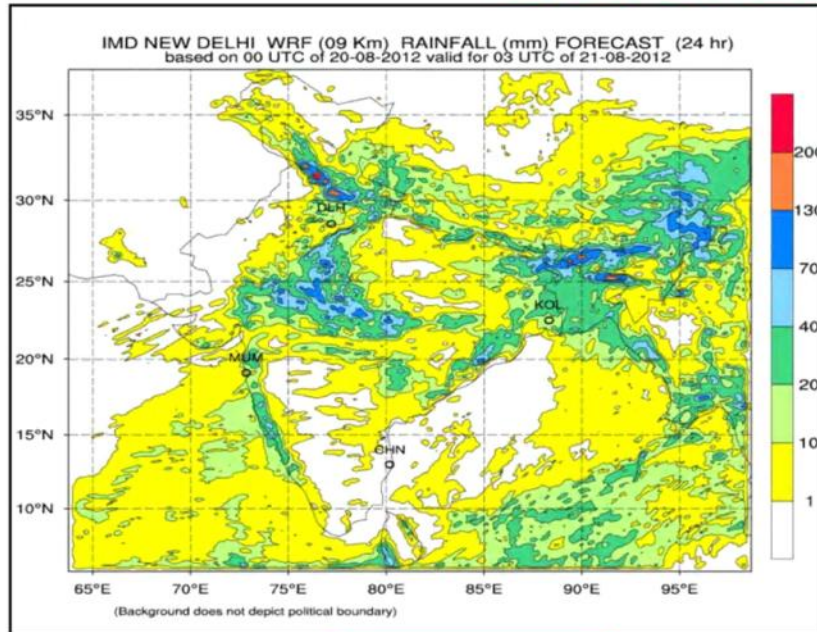 IMD NEW DELHI WRF (09 Km) RAINFALL (mm) FORECAST (24 hr)
based on 00 UTC of 20-08-2012 valid for 03 UTC of 21-08-2012
35°N
30°N
25°N
20°N
15°N
10°N
DLH
KOL
MUM
CHN
200
130
70
40
20
10
1
65°E 70°E 75°E 80°E 85°E 90°E 95°E
(Background does not depict political boundary)